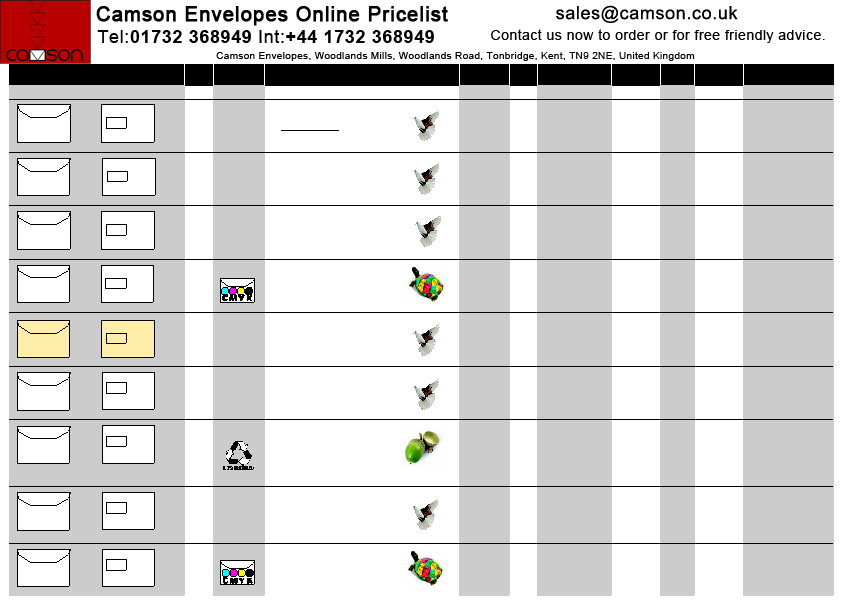 Camson Envelopes Online Pricelist
sales@camson.co.uk
Tel:01732 368949 Int:+44 1732 368949
Contact us now to order or for free friendly advice.
camson
Camson Envelopes, Woodlands Mills, Woodlands Road, Tonbridge, Kent, TN9 2NE, United Kingdom
CMYK
CMYK